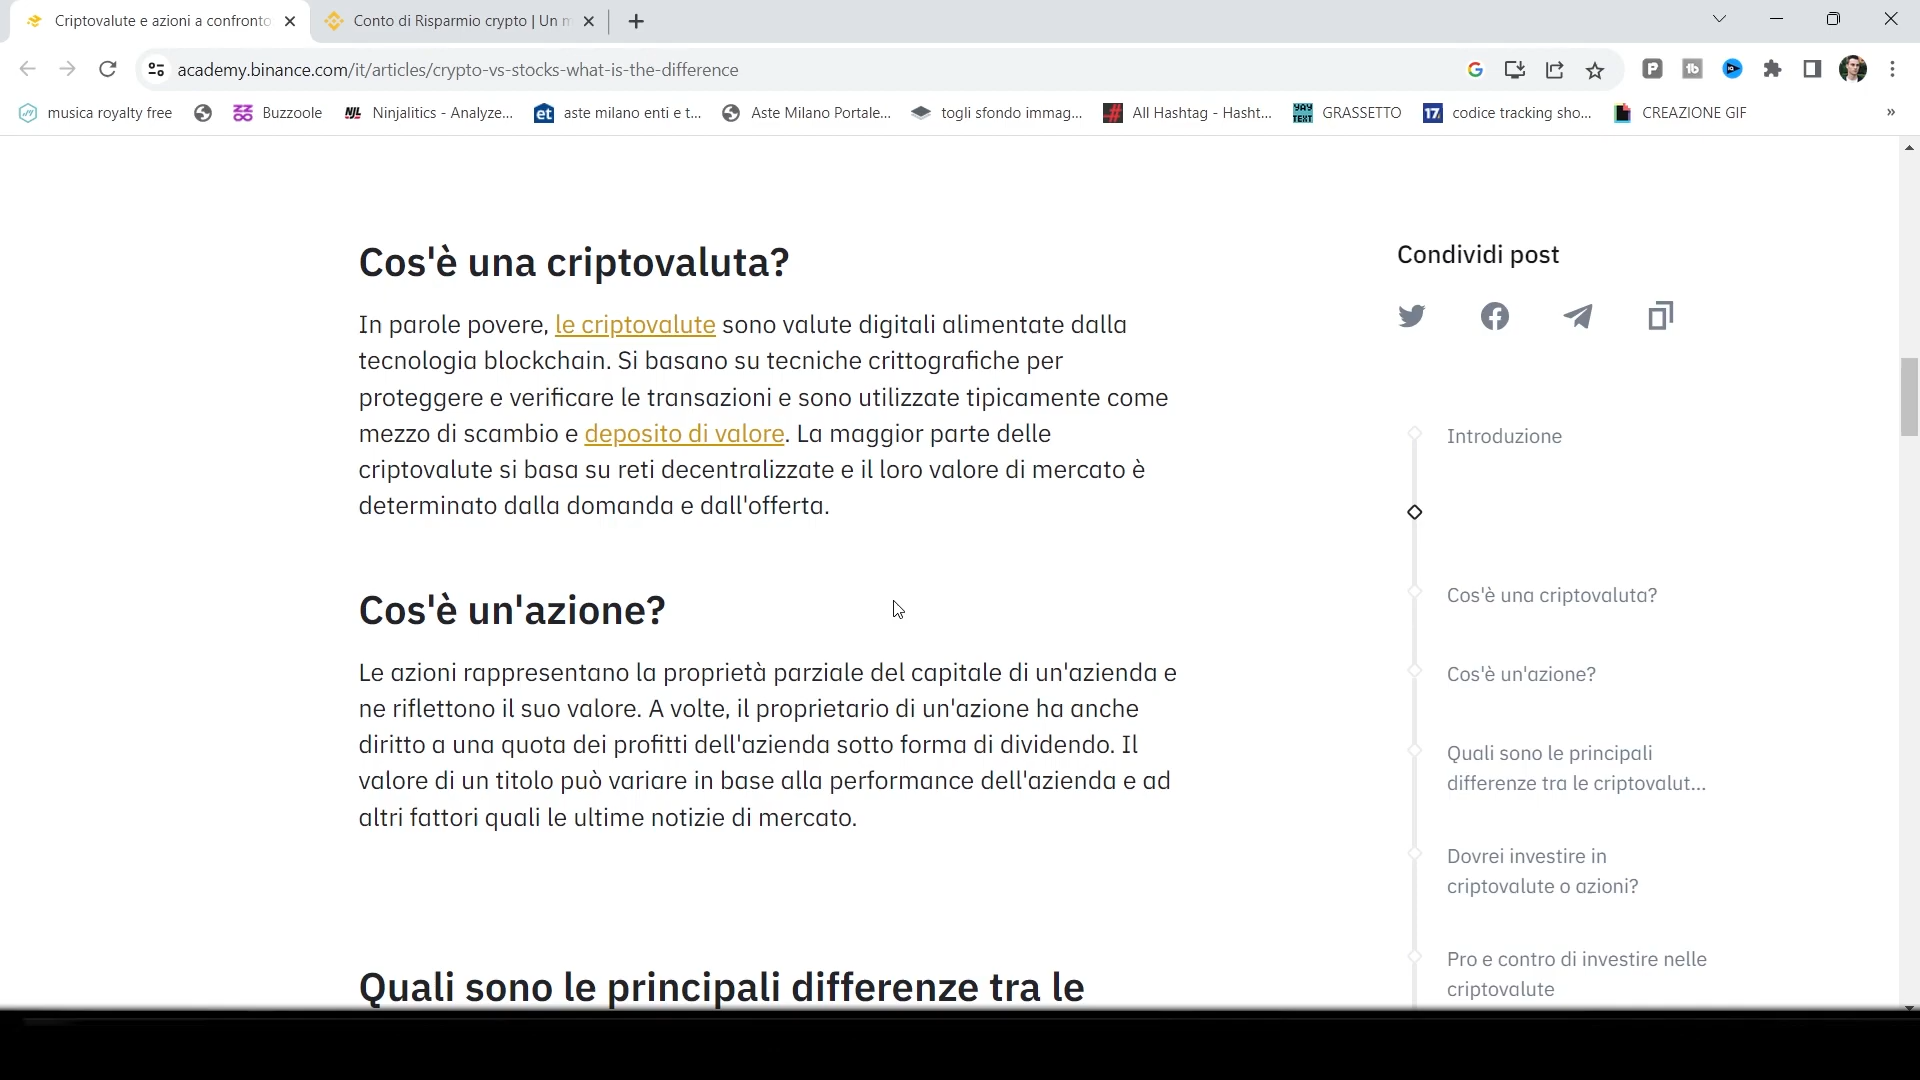 Criptovalute e azioni a confronto
Conto di Risparmio crypto | Un m
academy.binance.com/it/articles/crypto-vs-stocks-what-is-the-difference
musica royalty free
Buzzoole
Ninjalitics - Analyze...
aste milano enti e t...
Aste Milano Portale...
togli sfondo immag...
All Hashtag - Hasht...
GRASSETTO
codice tracking sho...
CREAZIONE GIF
Cos'è una criptovaluta?
In parole povere, le criptovalute sono valute digitali alimentate dalla
tecnologia blockchain. Si basano su tecniche crittografiche per
proteggere e verificare le transazioni e sono utilizzate tipicamente come
mezzo di scambio e deposito di valore. La maggior parte delle
criptovalute si basa su reti decentralizzate e il loro valore di mercato è
determinato dalla domanda e dall'offerta.
Cos'è un'azione?
Le azioni rappresentano la proprietà parziale del capitale di un'azienda e
ne riflettono il suo valore. A volte, il proprietario di un'azione ha anche
diritto a una quota dei profitti dell'azienda sotto forma di dividendo. Il
valore di un titolo può variare in base alla performance dell'azienda e ad
altri fattori quali le ultime notizie di mercato.
Quali sono le principali differenze tra le
Condividi post
Introduzione
Cos'è una criptovaluta?
Cos'è un'azione?
Quali sono le principali
differenze tra le criptovalut...
Dovrei investire in
criptovalute o azioni?
Pro e contro di investire nelle
criptovalute